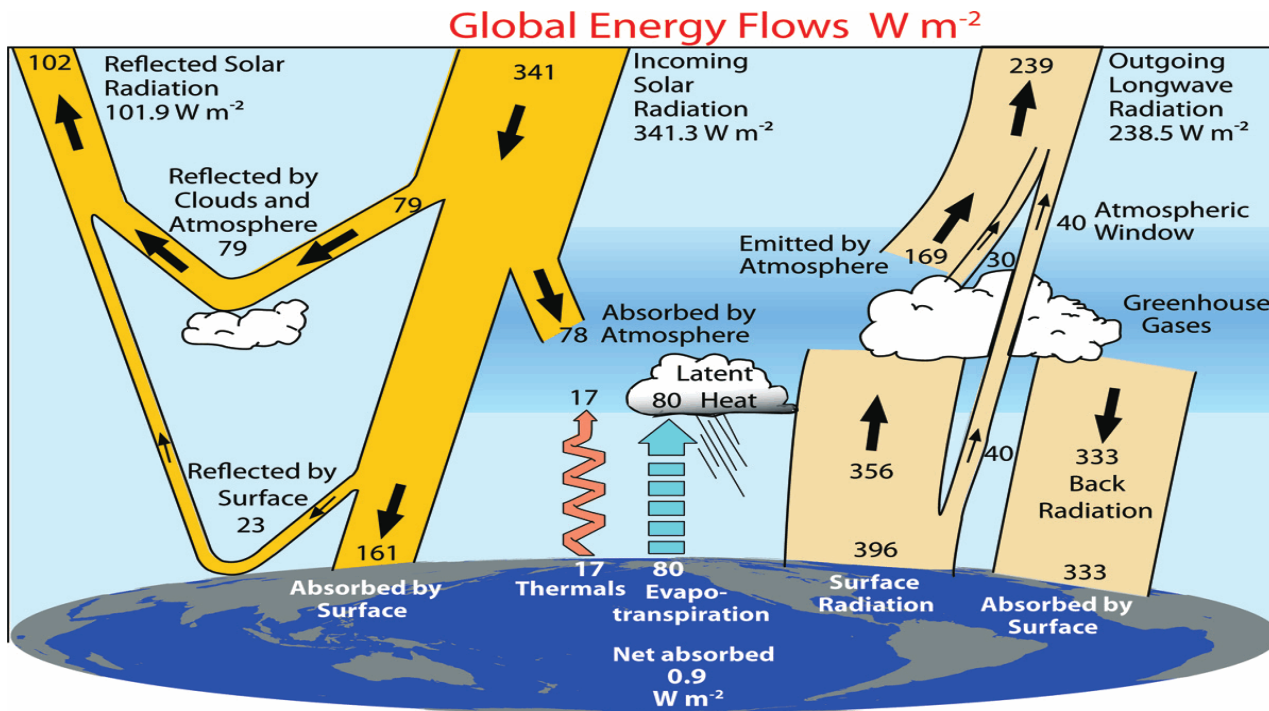 Global Energy Flows W m⁻²
102
Reflected Solar
Radiation
101.9 W m⁻²
341
Incoming
Solar
Radiation
341.3 W m⁻²
239
Outgoing
Longwave
Radiation
238.5 W m⁻²
Reflected by
Clouds and
Atmosphere
79
79
Emitted by
Atmosphere
169
30
40
Atmospheric
Window
Greenhouse
Gases
78
Absorbed by
Atmosphere
17
80
Latent
Heat
Reflected by
Surface
23
356
40
333
Back
Radiation
161
Absorbed by
Surface
17
Thermals
80
Evapo-
transpiration
396
Surface
Radiation
333
Absorbed by
Surface
Net absorbed
0.9
W m⁻²